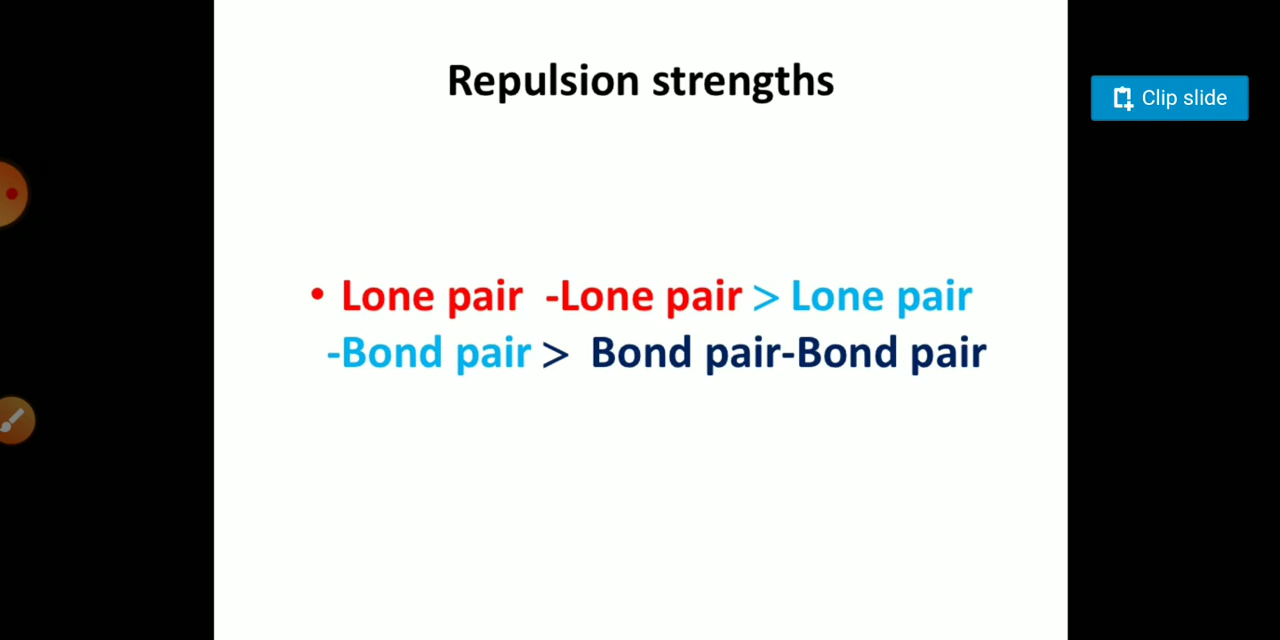 Repulsion strengths
Clip slide
• Lone pair -Lone pair > Lone pair
-Bond pair > Bond pair-Bond pair